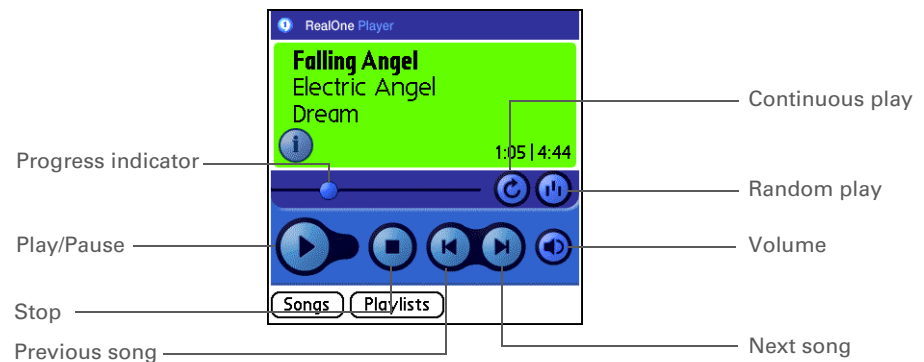 RealOne Player
Falling Angel
Electric Angel
Dream
i
1:05 | 4:44
Continuous play
Progress indicator
Random play
Play/Pause
Volume
Songs Playlists
Stop
Previous song
Next song